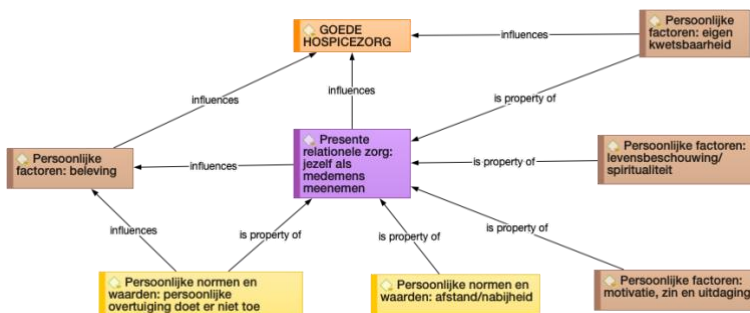 GOEDE
HOSPICEZORG
influences
Persoonlijke
factoren: eigen
kwetsbaarheid
influences
influences
is property of
Persoonlijke
factoren: beleving
influences
Presente
relationele zorg:
jezelf als
medemens
meenemen
is property of
Persoonlijke factoren:
levensbeschouwing/
spiritualiteit
influences
is property of
is property of
is property of
Persoonlijke normen en
waarden: persoonlijke
overtuiging doet er niet toe
Persoonlijke normen en
waarden: afstand/nabijheid
Persoonlijke factoren:
motivatie, zin en uitdaging